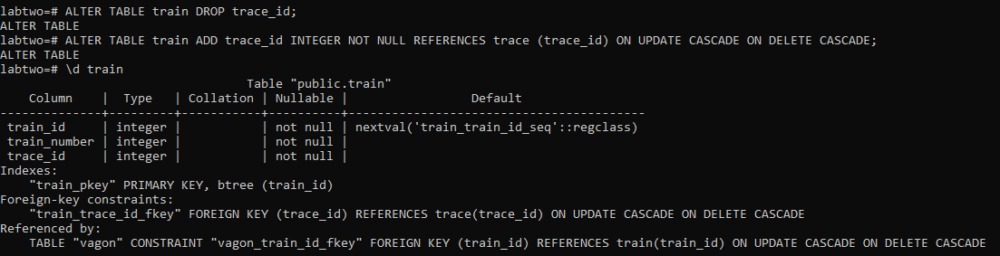 labtwo=# ALTER TABLE train DROP trace_id;
ALTER TABLE
labtwo=# ALTER TABLE train ADD trace_id INTEGER NOT NULL REFERENCES trace (trace_id) ON UPDATE CASCADE ON DELETE CASCADE;
ALTER TABLE
labtwo=# \d train
                                  Table "public.train"
    Column    |  Type   | Collation | Nullable |                 Default
--------------+---------+-----------+----------+-----------------------------------------
 train_id     | integer |           | not null | nextval('train_train_id_seq'::regclass)
 train_number | integer |           | not null |
 trace_id     | integer |           | not null |
Indexes:
    "train_pkey" PRIMARY KEY, btree (train_id)
Foreign-key constraints:
    "train_trace_id_fkey" FOREIGN KEY (trace_id) REFERENCES trace(trace_id) ON UPDATE CASCADE ON DELETE CASCADE
Referenced by:
    TABLE "vagon" CONSTRAINT "vagon_train_id_fkey" FOREIGN KEY (train_id) REFERENCES train(train_id) ON UPDATE CASCADE ON DELETE CASCADE